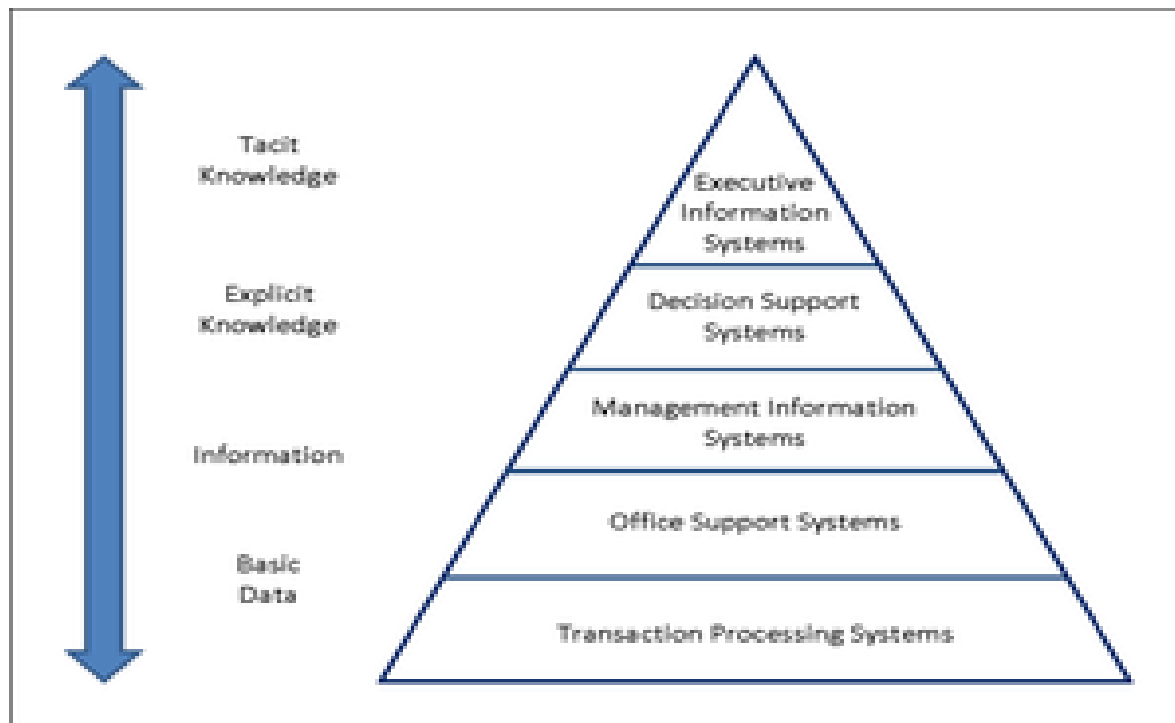 Tacit
Knowledge
Explicit
Knowledge
Information
Basic
Data
Executive
Information
Systems
Decision Support
Systems
Management Information
Systems
Office Support Systems
Transaction Processing Systems